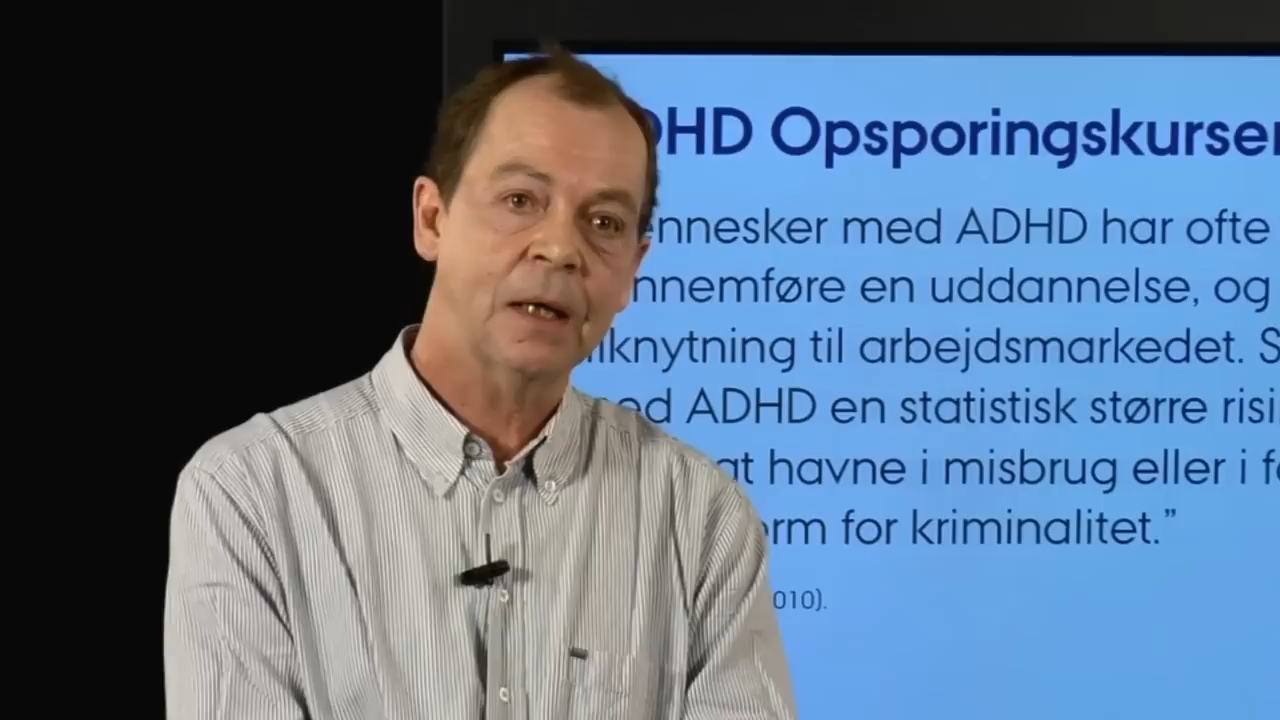 DHD Opsporingskurser
ennesker med ADHD har ofte
nnemføre en uddannelse, og
lknytning til arbejdsmarkedet. S
ed ADHD en statistisk større risi
at havne i misbrug eller i f
rm for kriminalitet.”
010).